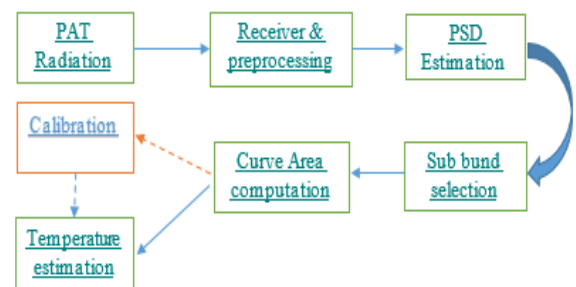 PAT
Radiation
Receiver &
preprocessing
PSD
Estimation
Sub bund
selection
Curve Area
computation
Calibration
Temperature
estimation